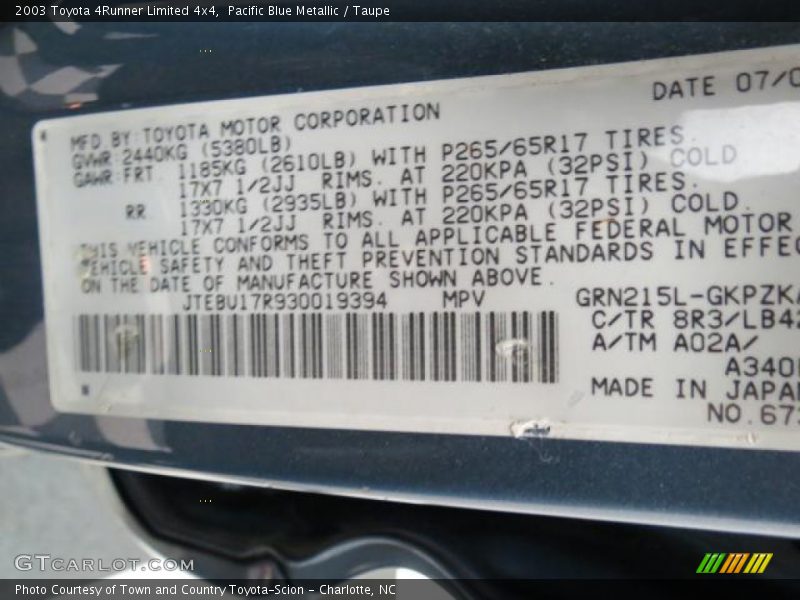 2003 Toyota 4Runner Limited 4x4, Pacific Blue Metallic / Taupe
DATE 07/0
MFD BY:TOYOTA MOTOR CORPORATION
GVWR:2440KG (5380LB)
GAWR:FRT. 1185KG (2610LB) WITH P265/65R17 TIRES.
17X7 1/2JJ RIMS. AT 220KPA (32PSI) COLD
RR 1330KG (2935LB) WITH P265/65R17 TIRES.
17X7 1/2JJ RIMS. AT 220KPA (32PSI) COLD.
THIS VEHICLE CONFORMS TO ALL APPLICABLE FEDERAL MOTOR
VEHICLE SAFETY AND THEFT PREVENTION STANDARDS IN EFFEC
ON THE DATE OF MANUFACTURE SHOWN ABOVE.
JTEBU17R930019394 MPV GRN215L-GKPZKA
C/TR 8R3/LB42
A/TM A02A/
A340
MADE IN JAPAN
NO.673
GTCARLOT.COM
Photo Courtesy of Town and Country Toyota-Scion - Charlotte, NC